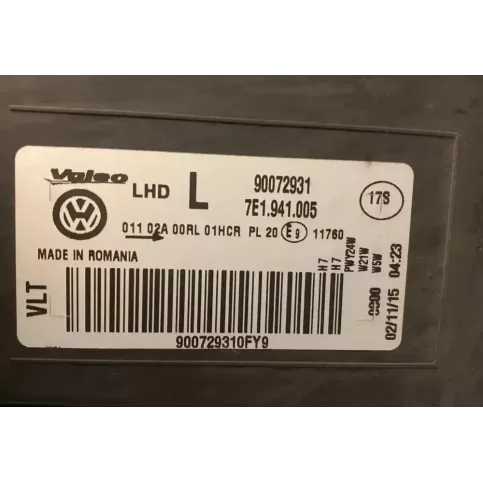 Valeo
LHD L
90072931
7E1.941.005
17S
011 02A 00RL 01HCR PL 20 E9 11760
MADE IN ROMANIA
VLT
H7
H7
PWY24W
W21W
W5W
02/11/15 04:23
900729310FY9